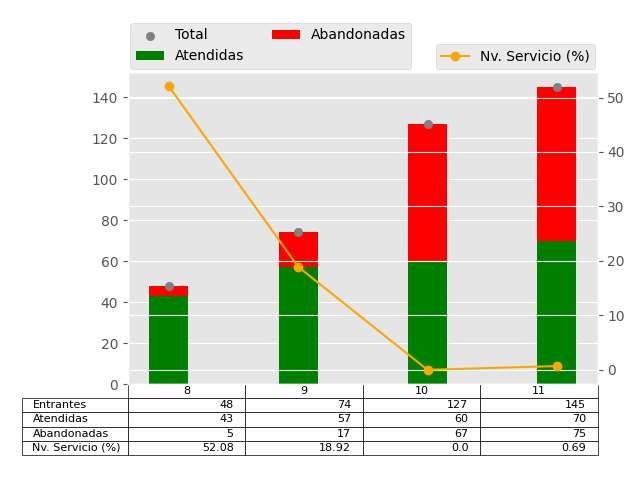 Total Abandonadas
Atendidas
Nv. Servicio (%)
140 50
120
40
100
80 30
60 20
40
10
20
0 0
8 9 10 11
Entrantes 48 74 127 145
Atendidas 43 57 60 70
Abandonadas 5 17 67 75
Nv. Servicio (%) 52.08 18.92 0.0 0.69